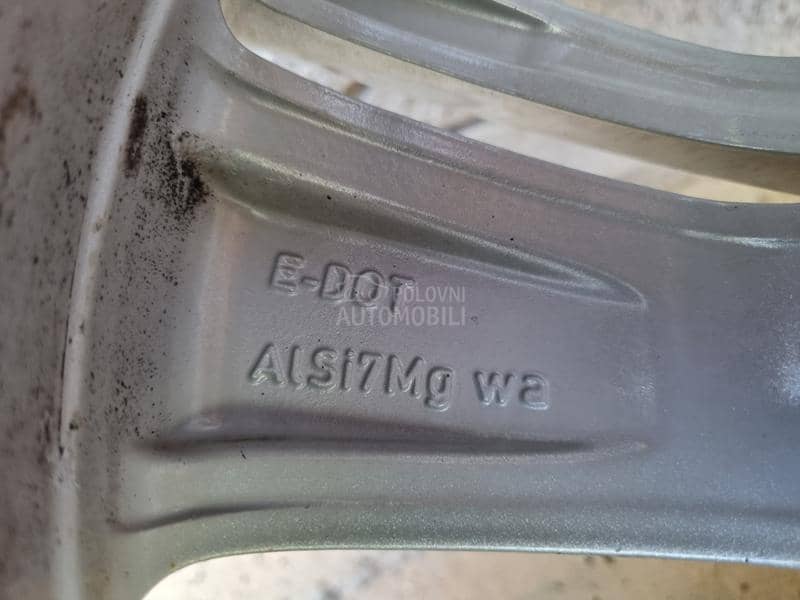 E-DOT
POLOVNI
AUTOMOBILI
AlSi7Mg wa